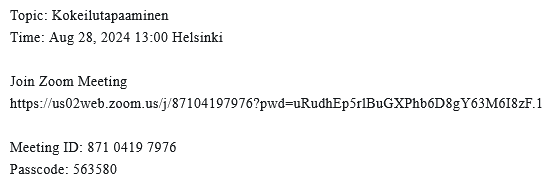 Topic: Kokeilutapaaminen
Time: Aug 28, 2024 13:00 Helsinki
Join Zoom Meeting
https://us02web.zoom.us/j/87104197976?pwd=uRudhEp5rlBuGXPhb6D8gY63M6I8zF.1
Meeting ID: 871 0419 7976
Passcode: 563580